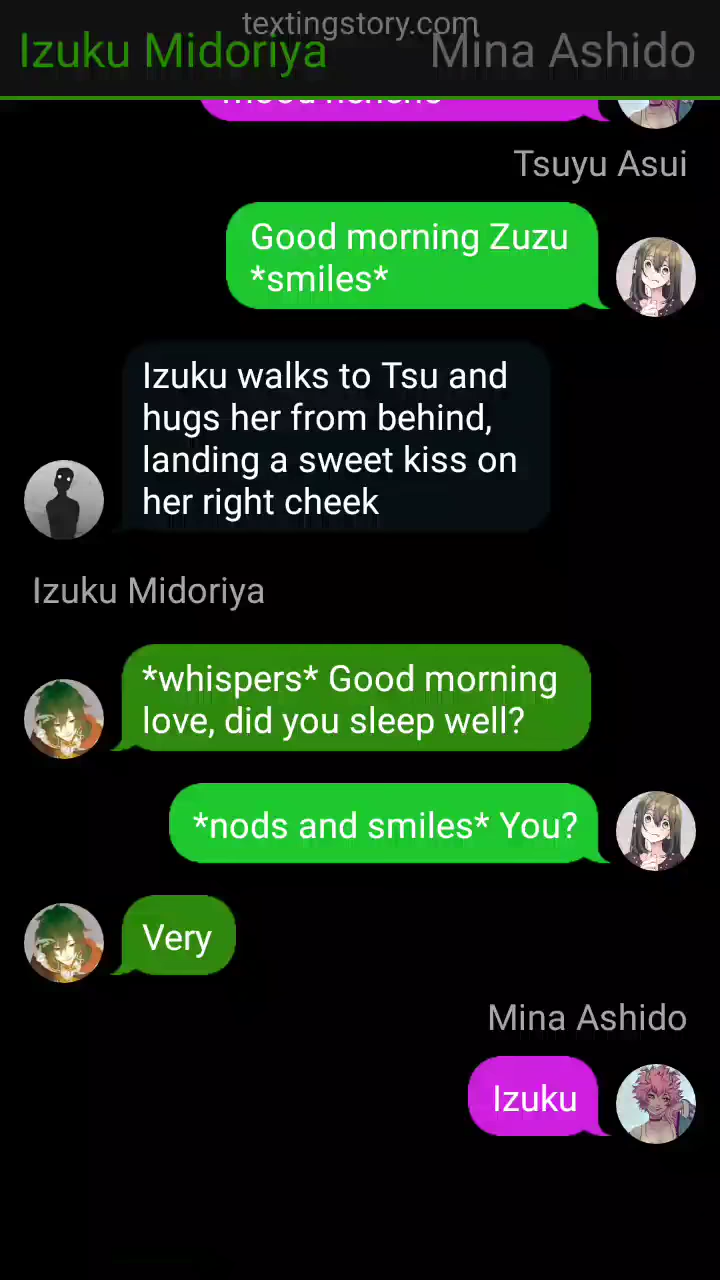 textingstory.com
Izuku Midoriya
Mina Ashido
Tsuyu Asui
Good morning Zuzu
*smiles*
Izuku walks to Tsu and
hugs her from behind,
landing a sweet kiss on
her right cheek
Izuku Midoriya
*whispers* Good morning
love, did you sleep well?
*nods and smiles* You?
Very
Mina Ashido
Izuku